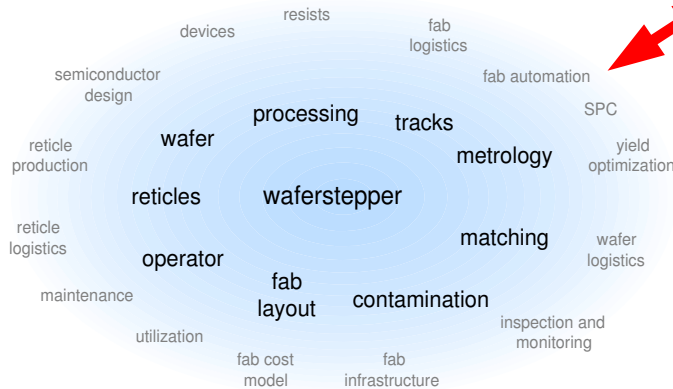 resists
devices
fab
logistics
semiconductor
design
fab automation
processing
tracks
SPC
wafer
reticle
production
metrology
yield
optimization
reticles
waferstepper
reticle
logistics
matching
wafer
logistics
operator
fab
layout
contamination
maintenance
inspection and
monitoring
utilization
fab cost
model
fab
infrastructure